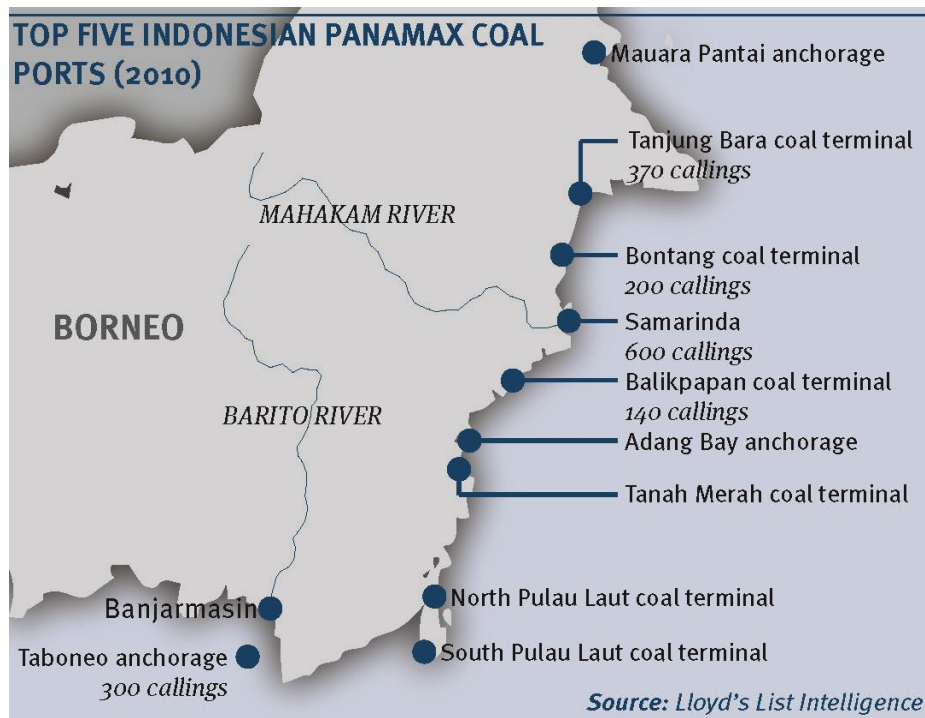 TOP FIVE INDONESIAN PANAMAX COAL
PORTS (2010)
Mauara Pantai anchorage
Tanjung Bara coal terminal
370 callings
MAHAKAM RIVER
Bontang coal terminal
200 callings
BORNEO
Samarinda
600 callings
Balikpapan coal terminal
140 callings
BARITO RIVER
Adang Bay anchorage
Tanah Merah coal terminal
Banjarmasin
North Pulau Laut coal terminal
Taboneo anchorage
300 callings
South Pulau Laut coal terminal
Source: Lloyd's List Intelligence